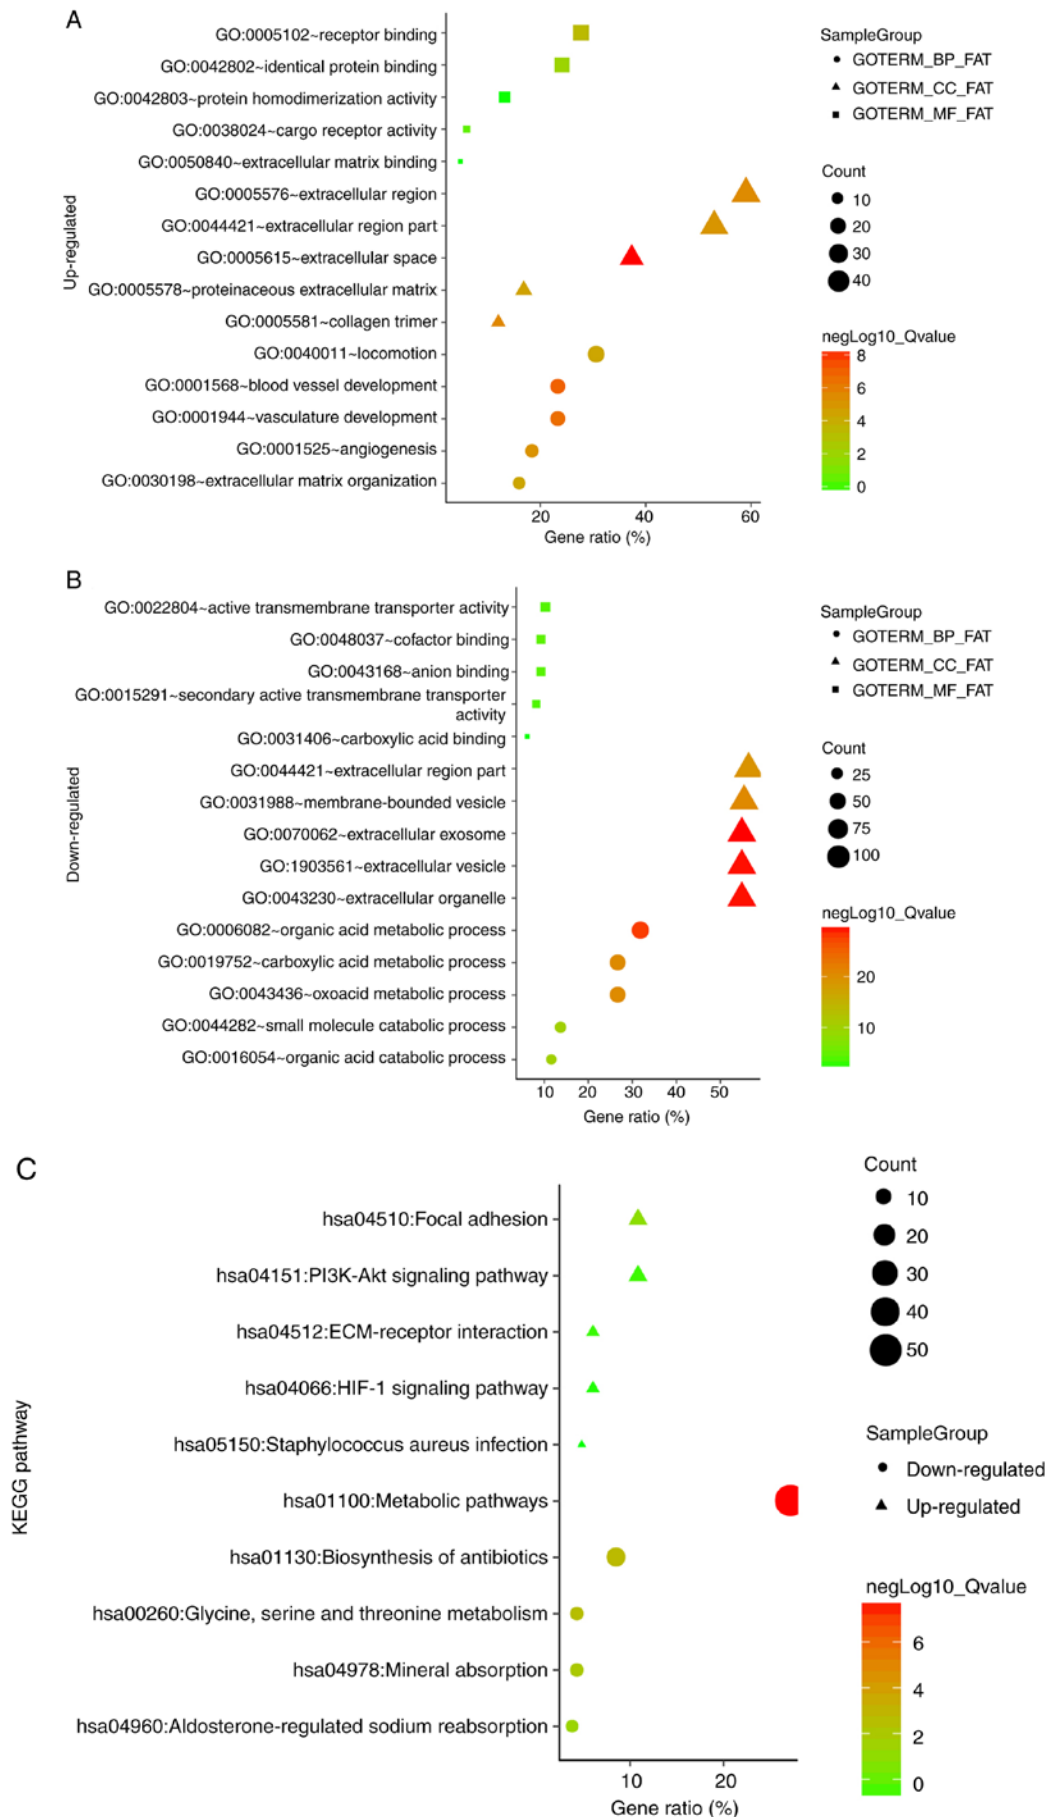 A
GO:0005102~receptor binding
GO:0042802~identical protein binding
GO:0042803~protein homodimerization activity
GO:0038024~cargo receptor activity
GO:0050840~extracellular matrix binding
GO:0005576~extracellular region
GO:0044421~extracellular region part
GO:0005615~extracellular space
GO:0005578~proteinaceous extracellular matrix
GO:0005581~collagen trimer
GO:0040011~locomotion
GO:0001568~blood vessel development
GO:0001944~vasculature development
GO:0001525~angiogenesis
GO:0030198~extracellular matrix organization
Up-regulated
20 40 60
Gene ratio (%)
SampleGroup
GOTERM_BP_FAT
GOTERM_CC_FAT
GOTERM_MF_FAT
Count
10
20
30
40
negLog10_Qvalue
8
6
4
2
0
B
GO:0022804~active transmembrane transporter activity
GO:0048037~cofactor binding
GO:0043168~anion binding
GO:0015291~secondary active transmembrane transporter
activity
GO:0031406~carboxylic acid binding
GO:0044421~extracellular region part
GO:0031988~membrane-bounded vesicle
GO:0070062~extracellular exosome
GO:1903561~extracellular vesicle
GO:0043230~extracellular organelle
GO:0006082~organic acid metabolic process
GO:0019752~carboxylic acid metabolic process
GO:0043436~oxoacid metabolic process
GO:0044282~small molecule catabolic process
GO:0016054~organic acid catabolic process
Down-regulated
10 20 30 40 50
Gene ratio (%)
SampleGroup
GOTERM_BP_FAT
GOTERM_CC_FAT
GOTERM_MF_FAT
Count
25
50
75
100
negLog10_Qvalue
20
10
C
hsa04510:Focal adhesion
hsa04151:PI3K-Akt signaling pathway
hsa04512:ECM-receptor interaction
hsa04066:HIF-1 signaling pathway
hsa05150:Staphylococcus aureus infection
hsa01100:Metabolic pathways
hsa01130:Biosynthesis of antibiotics
hsa00260:Glycine, serine and threonine metabolism
hsa04978:Mineral absorption
hsa04960:Aldosterone-regulated sodium reabsorption
KEGG pathway
10 20
Gene ratio (%)
Count
10
20
30
40
50
SampleGroup
Down-regulated
Up-regulated
negLog10_Qvalue
6
4
2
0